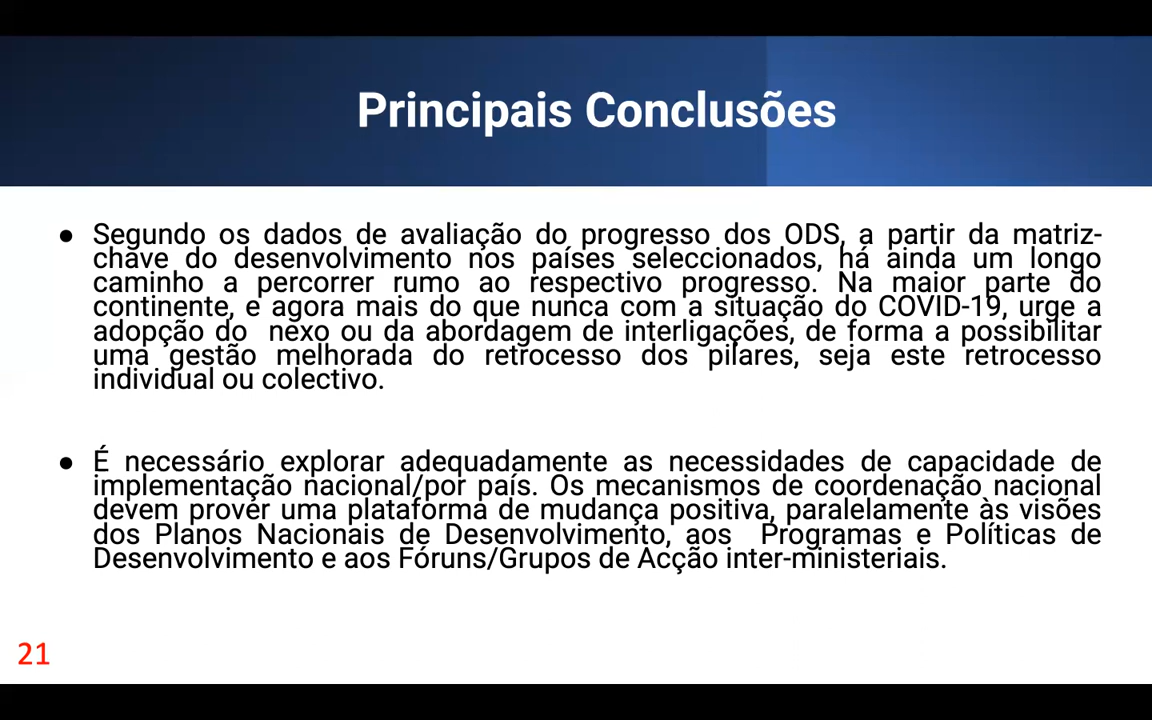 Principais Conclusões
● Segundo os dados de avaliação do progresso dos ODS, a partir da matriz-
chave do desenvolvimento nos países seleccionados, há ainda um longo
caminho a percorrer rumo ao respectivo progresso. Na maior parte do
continente, e agora mais do que nunca com a situação do COVID-19, urge a
adopção do nexo ou da abordagem de interligações, de forma a possibilitar
uma gestão melhorada do retrocesso dos pilares, seja este retrocesso
individual ou colectivo.
● É necessário explorar adequadamente as necessidades de capacidade de
implementação nacional/por país. Os mecanismos de coordenação nacional
devem prover uma plataforma de mudança positiva, paralelamente às visões
dos Planos Nacionais de Desenvolvimento, aos Programas e Políticas de
Desenvolvimento e aos Fóruns/Grupos de Acção inter-ministeriais.
21